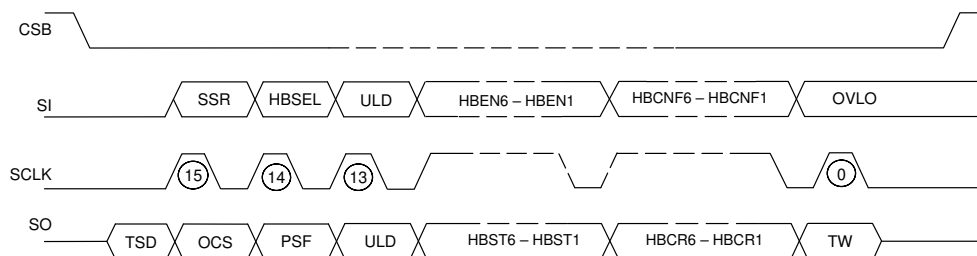 CSB
SI SSR HBSEL ULD HBEN6 – HBEN1 HBCNF6 – HBCNF1 OVLO
SCLK 15 14 13 0
SO TSD OCS PSF ULD HBST6 – HBST1 HBCR6 – HBCR1 TW